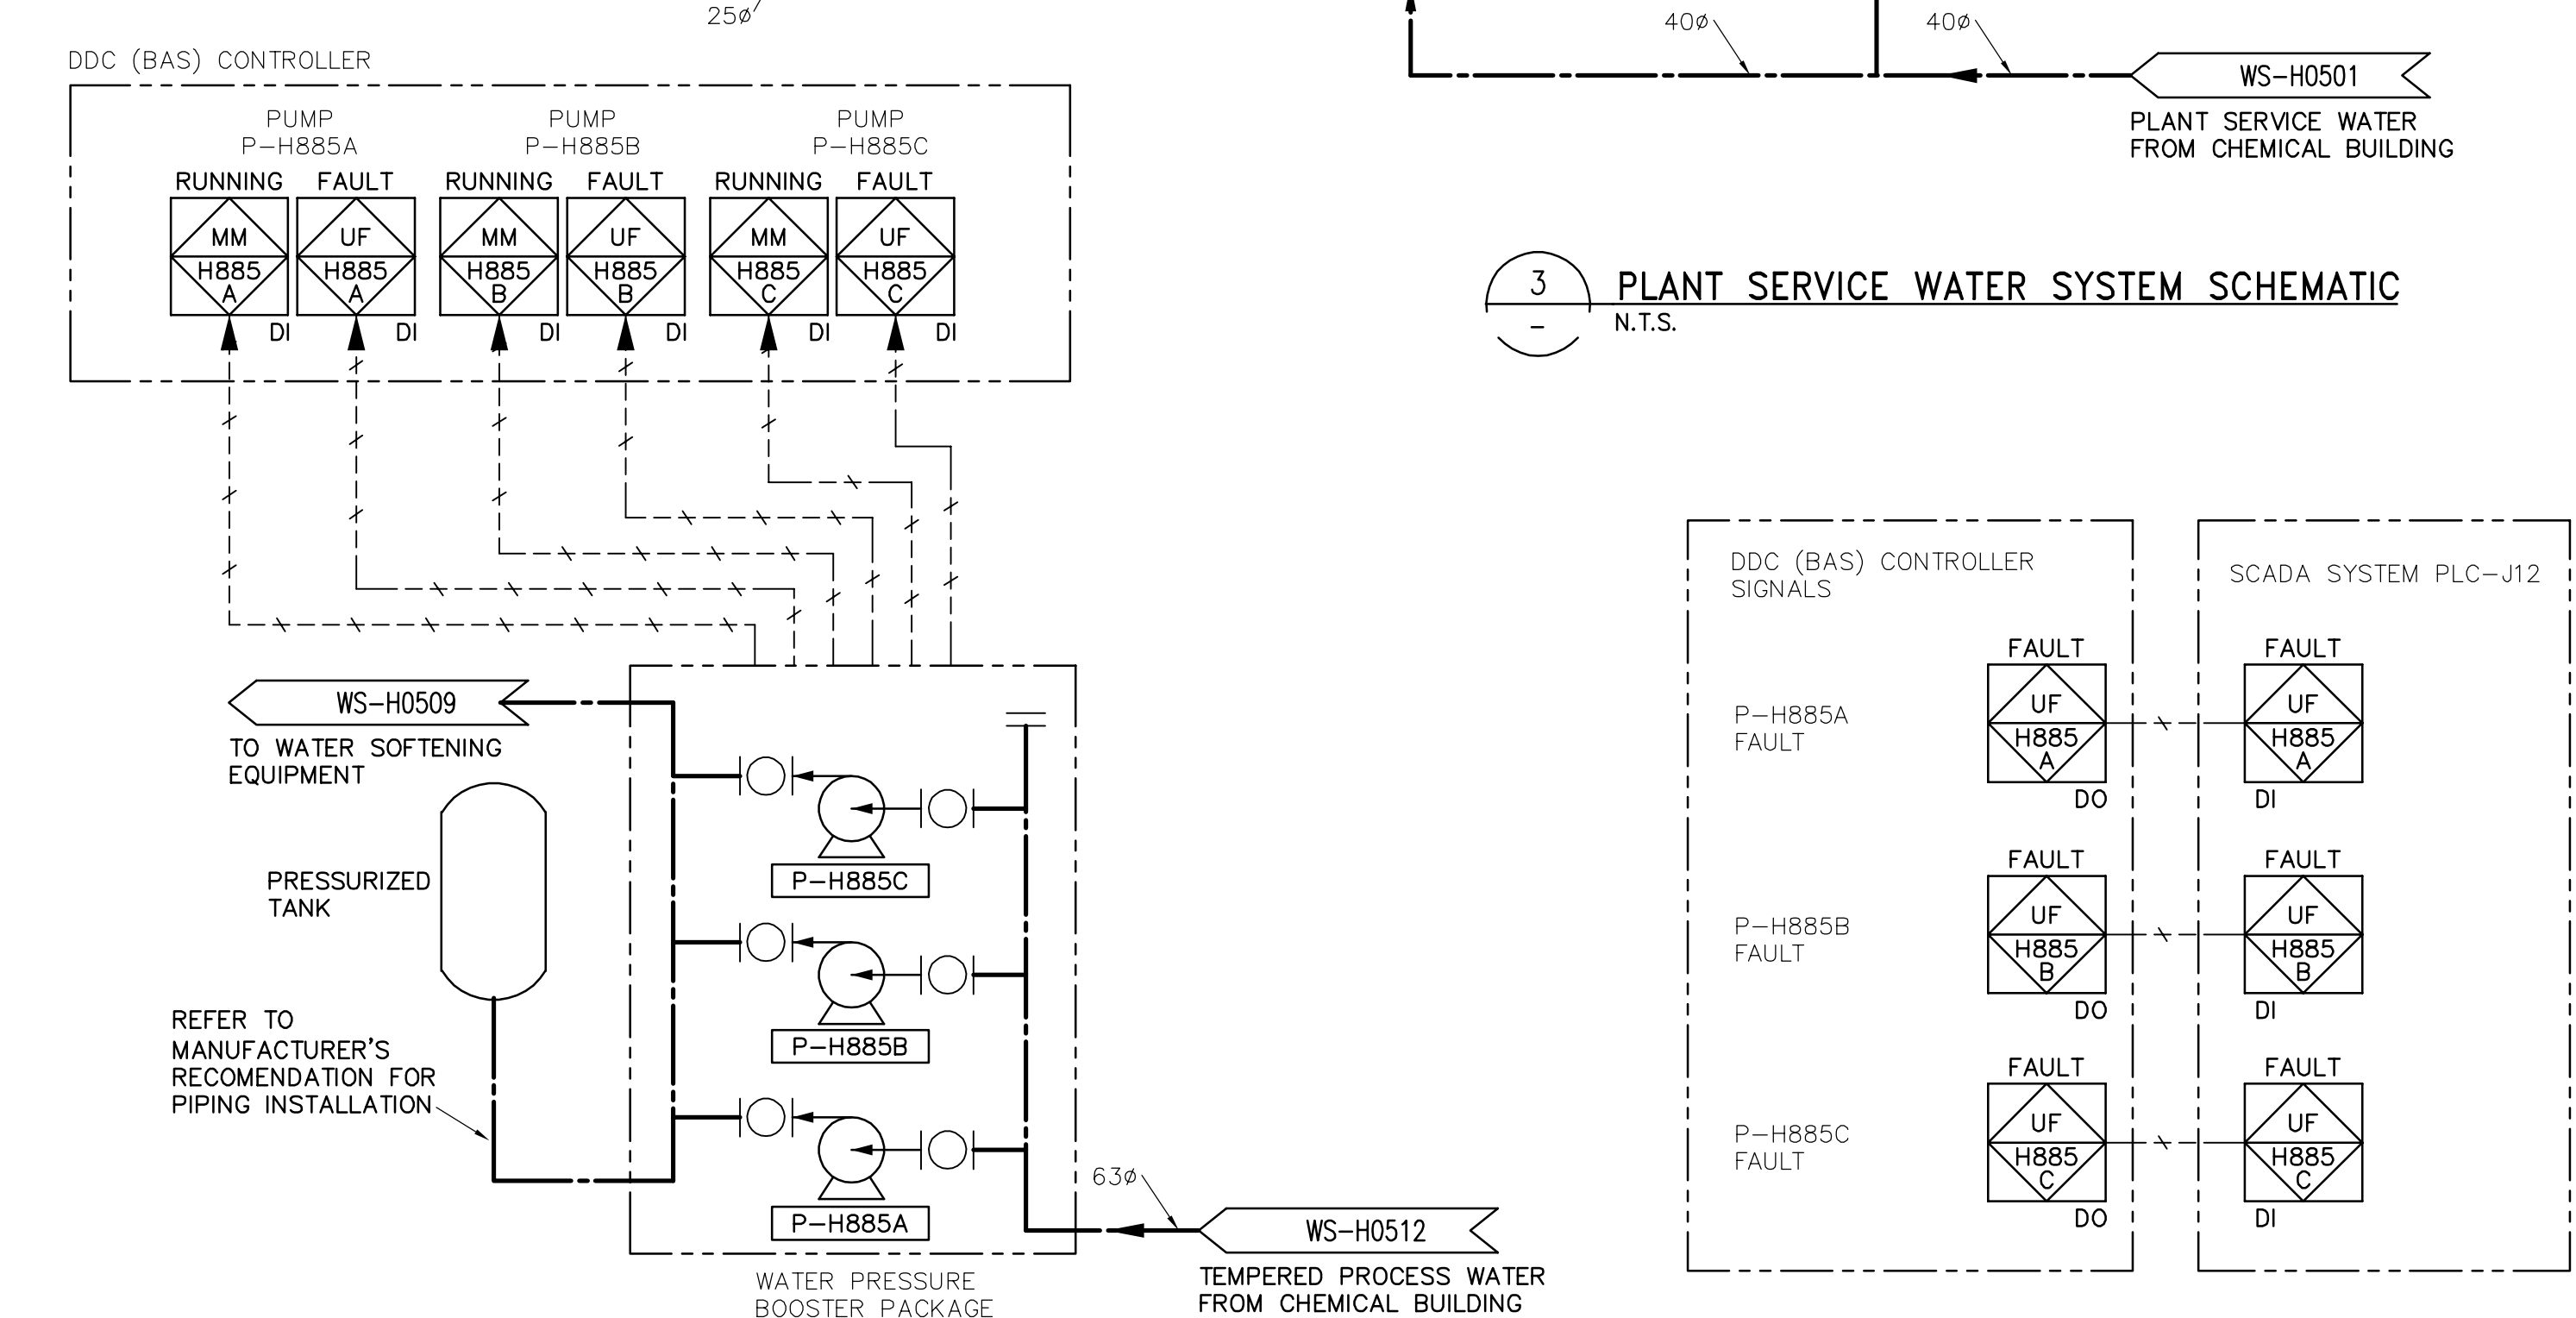 25ø
DDC (BAS) CONTROLLER
PUMP
P-H885A
PUMP
P-H885B
PUMP
P-H885C
RUNNING
FAULT
RUNNING
FAULT
RUNNING
FAULT
MM
H885
A
DI
UF
H885
A
DI
MM
H885
B
DI
UF
H885
B
DI
MM
H885
C
DI
UF
H885
C
DI
40ø
40ø
WS-H0501
PLANT SERVICE WATER
FROM CHEMICAL BUILDING
3
-
PLANT SERVICE WATER SYSTEM SCHEMATIC
N.T.S.
WS-H0509
TO WATER SOFTENING
EQUIPMENT
PRESSURIZED
TANK
REFER TO
MANUFACTURER'S
RECOMENDATION FOR
PIPING INSTALLATION
P-H885C
P-H885B
P-H885A
WATER PRESSURE
BOOSTER PACKAGE
63ø
WS-H0512
TEMPERED PROCESS WATER
FROM CHEMICAL BUILDING
DDC (BAS) CONTROLLER
SIGNALS
SCADA SYSTEM PLC-J12
P-H885A
FAULT
FAULT
UF
H885
A
DO
FAULT
UF
H885
A
DI
P-H885B
FAULT
FAULT
UF
H885
B
DO
FAULT
UF
H885
B
DI
P-H885C
FAULT
FAULT
UF
H885
C
DO
FAULT
UF
H885
C
DI